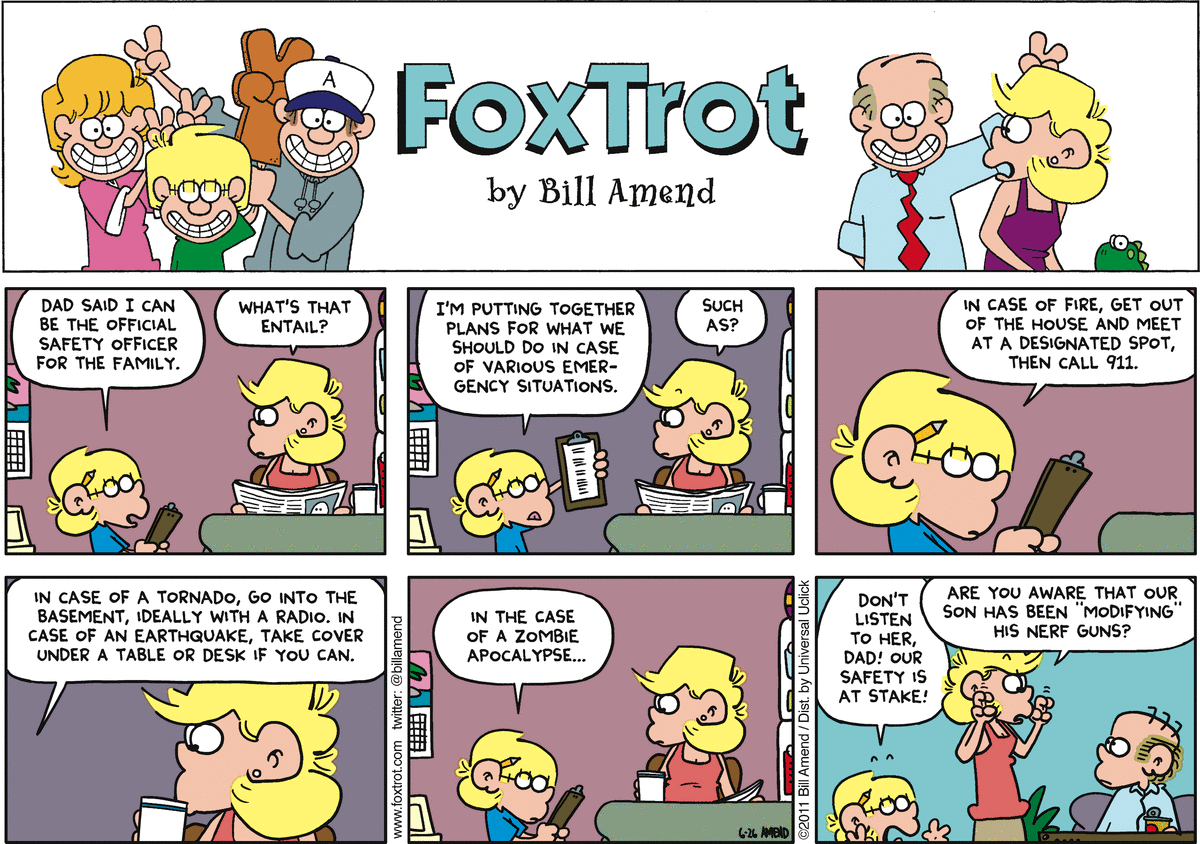 A
FoxTrot
by Bill Amend
DAD SAID I CAN
BE THE OFFICIAL
SAFETY OFFICER
FOR THE FAMILY.
WHAT'S THAT
ENTAIL?
I'M PUTTING TOGETHER
PLANS FOR WHAT WE
SHOULD DO IN CASE
OF VARIOUS EMER-
GENCY SITUATIONS.
SUCH
AS?
IN CASE OF FIRE, GET OUT
OF THE HOUSE AND MEET
AT A DESIGNATED SPOT,
THEN CALL 911.
IN CASE OF A TORNADO, GO INTO THE
BASEMENT, IDEALLY WITH A RADIO. IN
CASE OF AN EARTHQUAKE, TAKE COVER
UNDER A TABLE OR DESK IF YOU CAN.
www.foxtrot.com twitter: @billamend
IN THE CASE
OF A ZOMBIE
APOCALYPSE...
6-26 AMEND
©2011 Bill Amend / Dist. by Universal Uclick
DON'T
LISTEN
TO HER,
DAD! OUR
SAFETY IS
AT STAKE!
ARE YOU AWARE THAT OUR
SON HAS BEEN "MODIFYING"
HIS NERF GUNS?